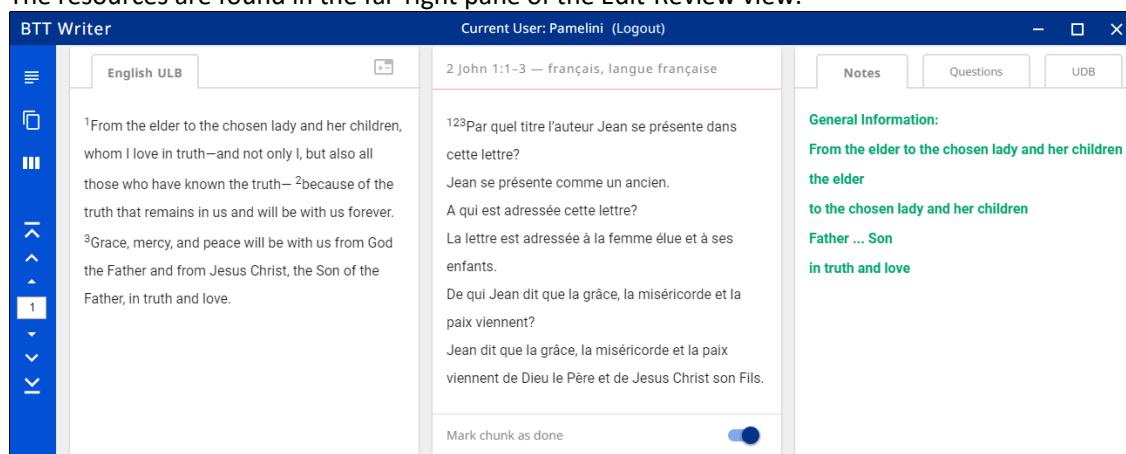 The resources are found in the far-right pane of the Edit-Review view.
BTT Writer
Current User: Pamelini (Logout)
English ULB
¹From the elder to the chosen lady and her children,
whom I love in truth—and not only I, but also all
those who have known the truth— ²because of the
truth that remains in us and will be with us forever.
³Grace, mercy, and peace will be with us from God
the Father and from Jesus Christ, the Son of the
Father, in truth and love.
2 John 1:1–3 — français, langue française
¹²³Par quel titre l'auteur Jean se présente dans
cette lettre?
Jean se présente comme un ancien.
A qui est adressée cette lettre?
La lettre est adressée à la femme élue et à ses
enfants.
De qui Jean dit que la grâce, la miséricorde et la
paix viennent?
Jean dit que la grâce, la miséricorde et la paix
viennent de Dieu le Père et de Jesus Christ son Fils.
Mark chunk as done
Notes
Questions
UDB
General Information:
From the elder to the chosen lady and her children
the elder
to the chosen lady and her children
Father ... Son
in truth and love
1